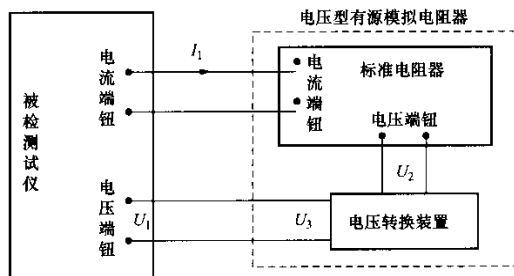 电压型有源模拟电阻器
被检测试仪
电流端钮
I₁
电流端钮
标准电阻器
电压端钮
U₂
电压端钮
U₁
U₃
电压转换装置